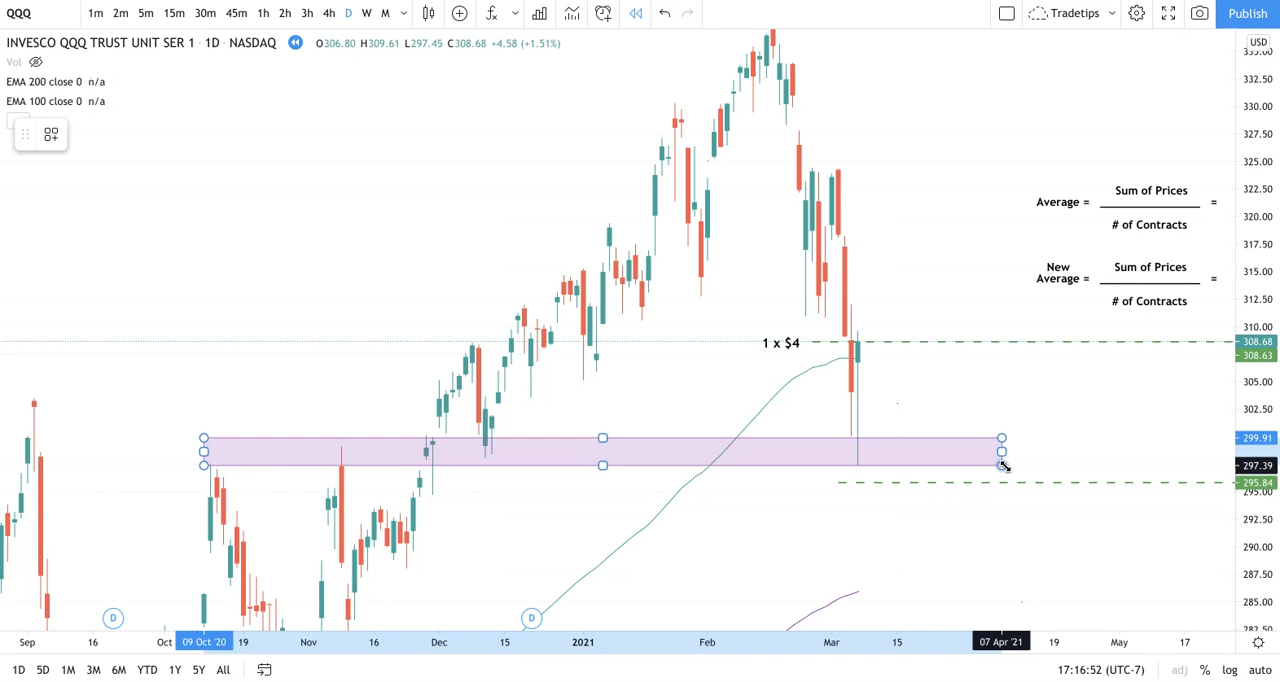 QQQ 1m 2m 5m 15m 30m 45m 1h 2h 3h 4h D W M Tradetips Publish
INVESCO QQQ TRUST UNIT SER 1 · 1D · NASDAQ O306.80 H309.61 L297.45 C308.68 +4.58 (+1.51%)
USD
Vol
EMA 200 close 0 n/a
EMA 100 close 0 n/a
332.50
330.00
327.50
325.00
322.50
320.00
317.50
315.00
312.50
310.00
308.68
308.63
305.00
302.50
299.91
297.39
295.84
295.00
292.50
290.00
287.50
285.00
282.50
Average = Sum of Prices =
# of Contracts
New Average = Sum of Prices =
# of Contracts
1 x $4
D D
Sep 16 Oct 09 Oct '20 19 Nov 16 Dec 15 2021 Feb Mar 15 07 Apr '21 19 May 17
1D 5D 1M 3M 6M YTD 1Y 5Y All 17:16:52 (UTC-7) adj % log auto